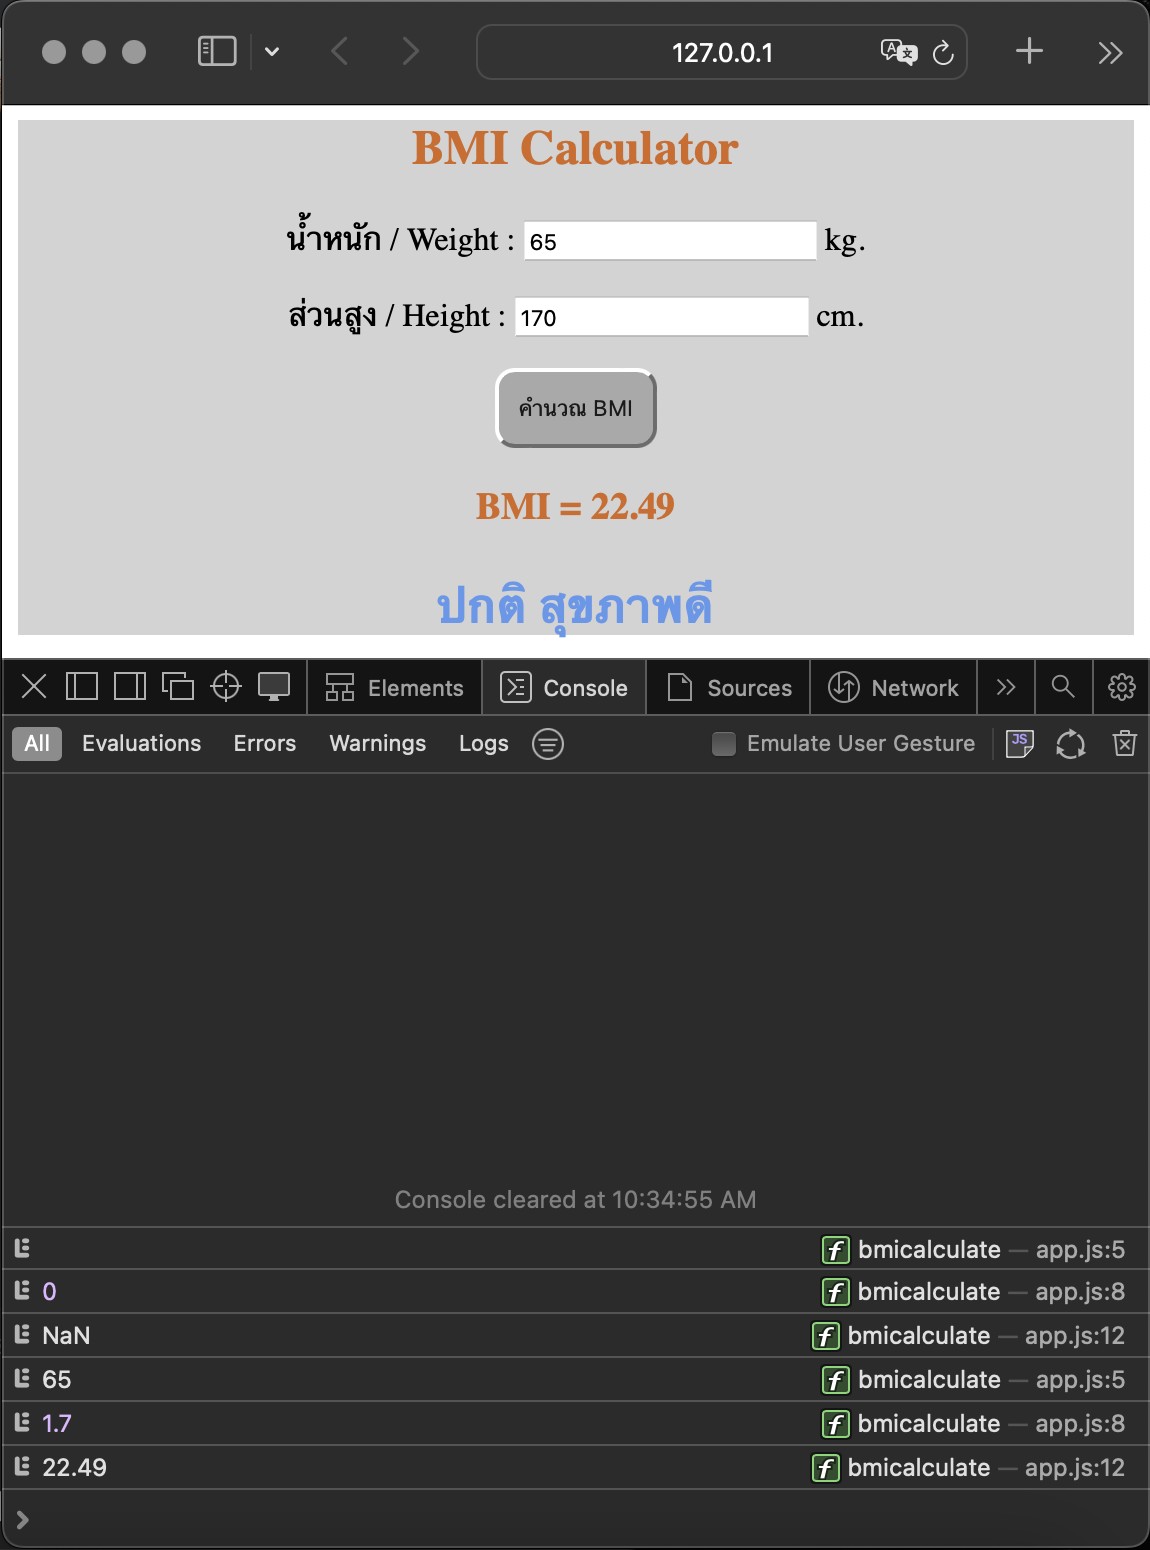 127.0.0.1
BMI Calculator
น้ำหนัก / Weight : 65 kg.
ส่วนสูง / Height : 170 cm.
คำนวณ BMI
BMI = 22.49
ปกติ สุขภาพดี
Elements Console Sources Network
All Evaluations Errors Warnings Logs Emulate User Gesture JS
Console cleared at 10:34:55 AM
f bmicalculate — app.js:5
0 f bmicalculate — app.js:8
NaN f bmicalculate — app.js:12
65 f bmicalculate — app.js:5
1.7 f bmicalculate — app.js:8
22.49 f bmicalculate — app.js:12